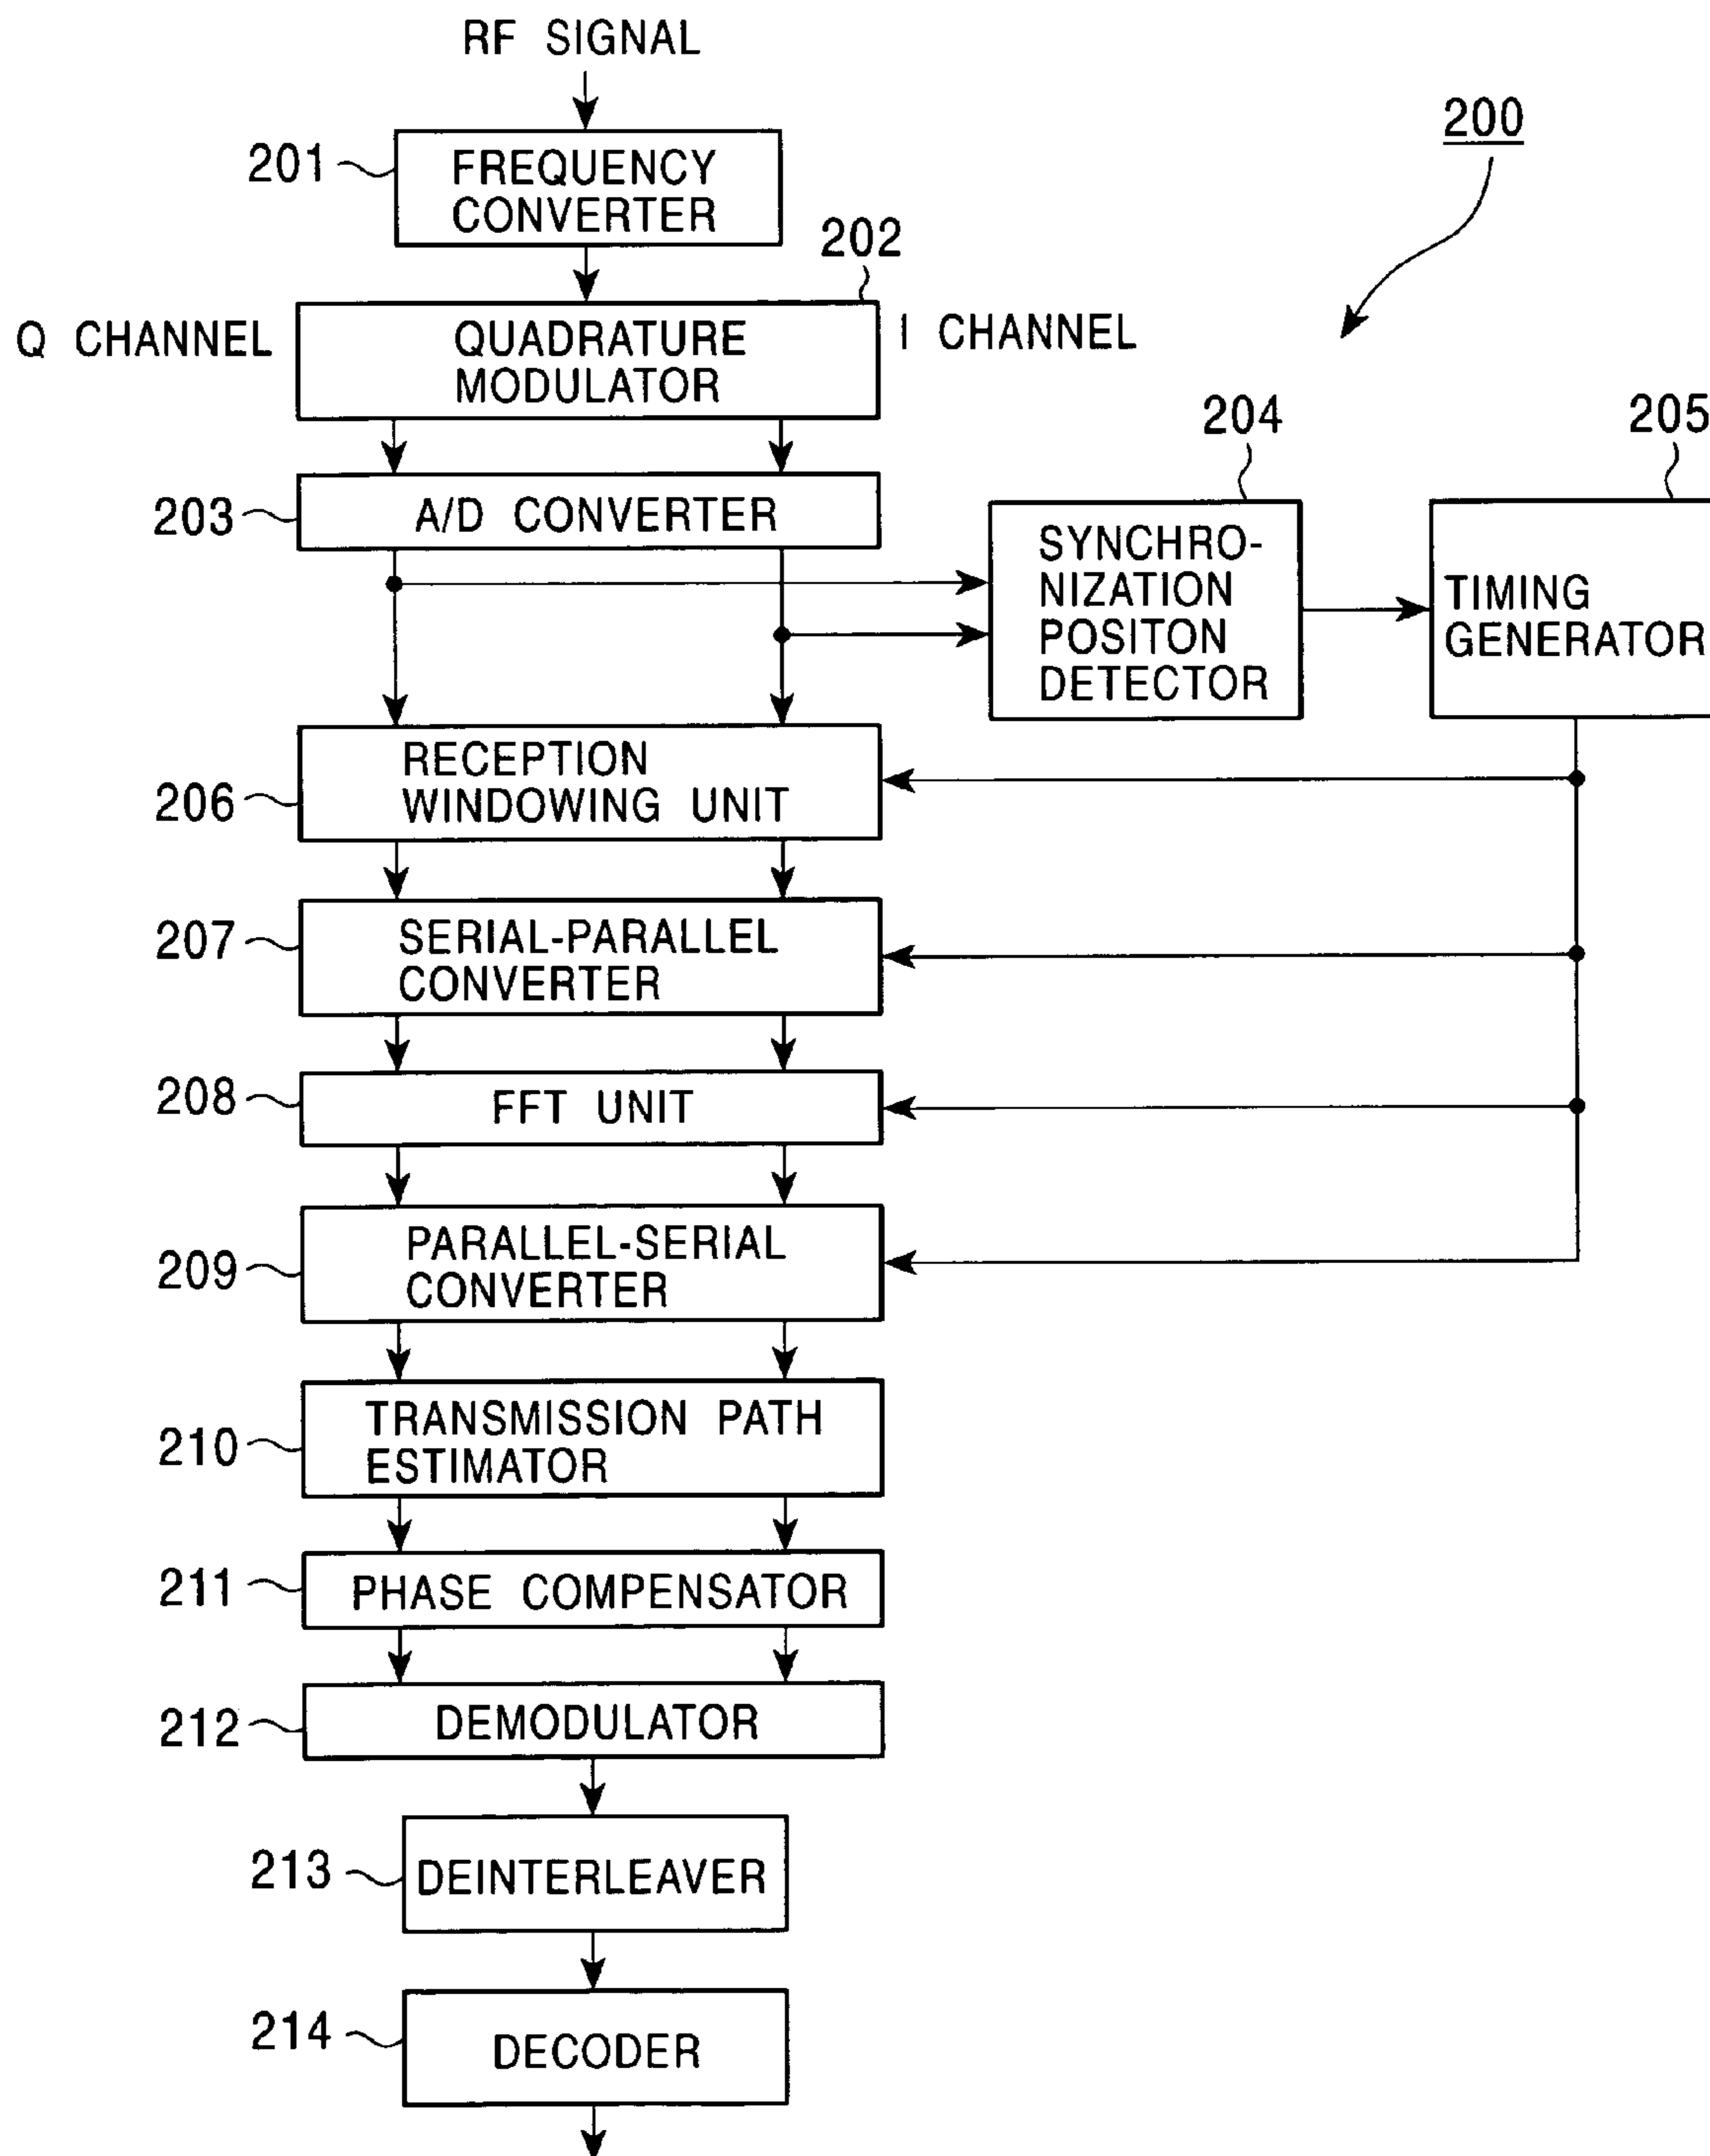 RF SIGNAL
200
201
FREQUENCY
CONVERTER
202
Q CHANNEL
QUADRATURE
MODULATOR
I CHANNEL
204
205
203
A/D CONVERTER
SYNCHRO-
NIZATION
POSITON
DETECTOR
TIMING
GENERATOR
206
RECEPTION
WINDOWING UNIT
207
SERIAL-PARALLEL
CONVERTER
208
FFT UNIT
209
PARALLEL-SERIAL
CONVERTER
210
TRANSMISSION PATH
ESTIMATOR
211
PHASE COMPENSATOR
212
DEMODULATOR
213
DEINTERLEAVER
214
DECODER